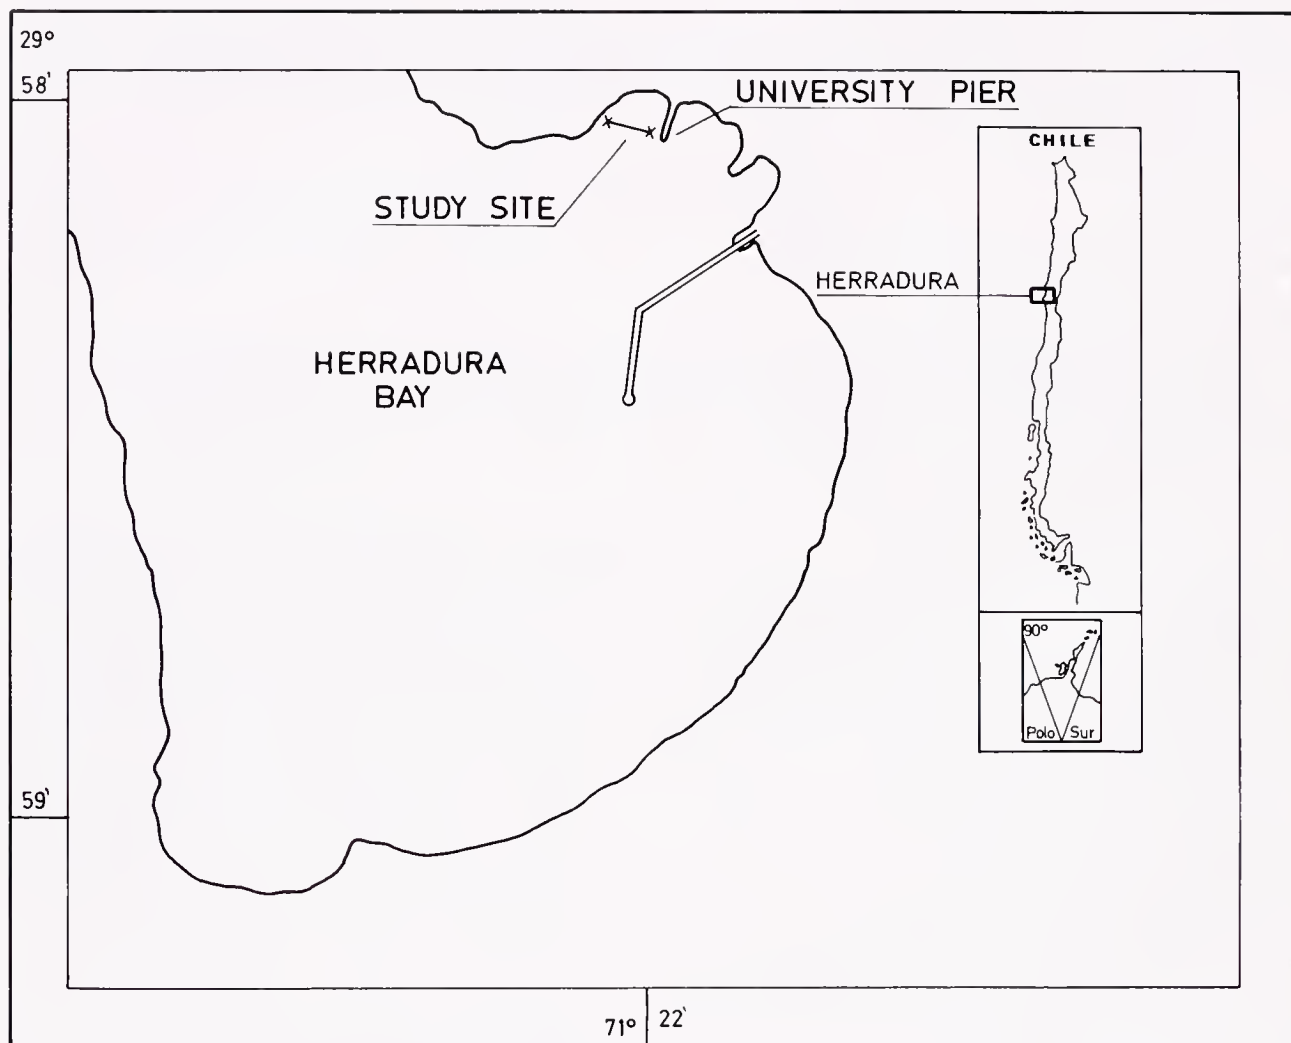 29°
58'
UNIVERSITY PIER
CHILE
STUDY SITE
HERRADURA
HERRADURA
BAY
90°
Polo Sur
59'
71° 22'